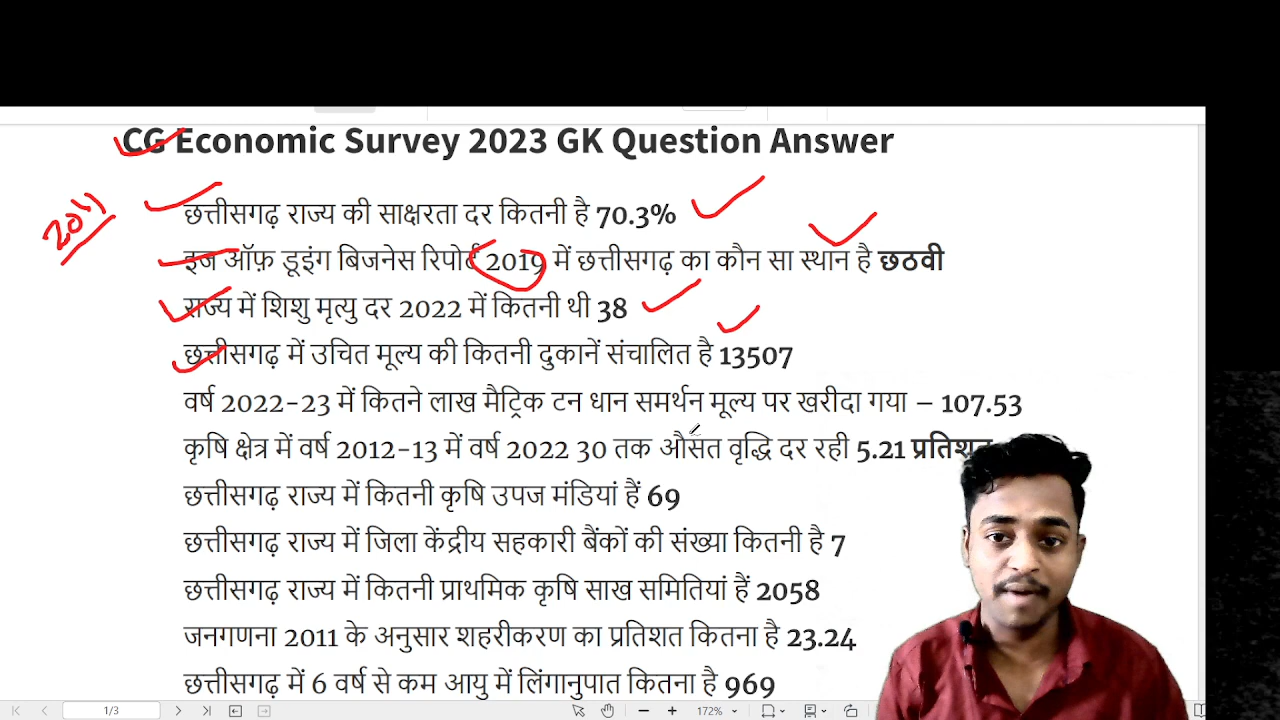 CG Economic Survey 2023 GK Question Answer
2011
छत्तीसगढ़ राज्य की साक्षरता दर कितनी है 70.3%
इज ऑफ़ डूइंग बिजनेस रिपोर्ट 2019 में छत्तीसगढ़ का कौन सा स्थान है छठवी
राज्य में शिशु मृत्यु दर 2022 में कितनी थी 38
छत्तीसगढ़ में उचित मूल्य की कितनी दुकानें संचालित है 13507
वर्ष 2022-23 में कितने लाख मैट्रिक टन धान समर्थन मूल्य पर खरीदा गया – 107.53
कृषि क्षेत्र में वर्ष 2012-13 में वर्ष 2022 30 तक औसत वृद्धि दर रही 5.21 प्रतिशत
छत्तीसगढ़ राज्य में कितनी कृषि उपज मंडियां हैं 69
छत्तीसगढ़ राज्य में जिला केंद्रीय सहकारी बैंकों की संख्या कितनी है 7
छत्तीसगढ़ राज्य में कितनी प्राथमिक कृषि साख समितियां हैं 2058
जनगणना 2011 के अनुसार शहरीकरण का प्रतिशत कितना है 23.24
छत्तीसगढ़ में 6 वर्ष से कम आयु में लिंगानुपात कितना है 969
1/3
172%